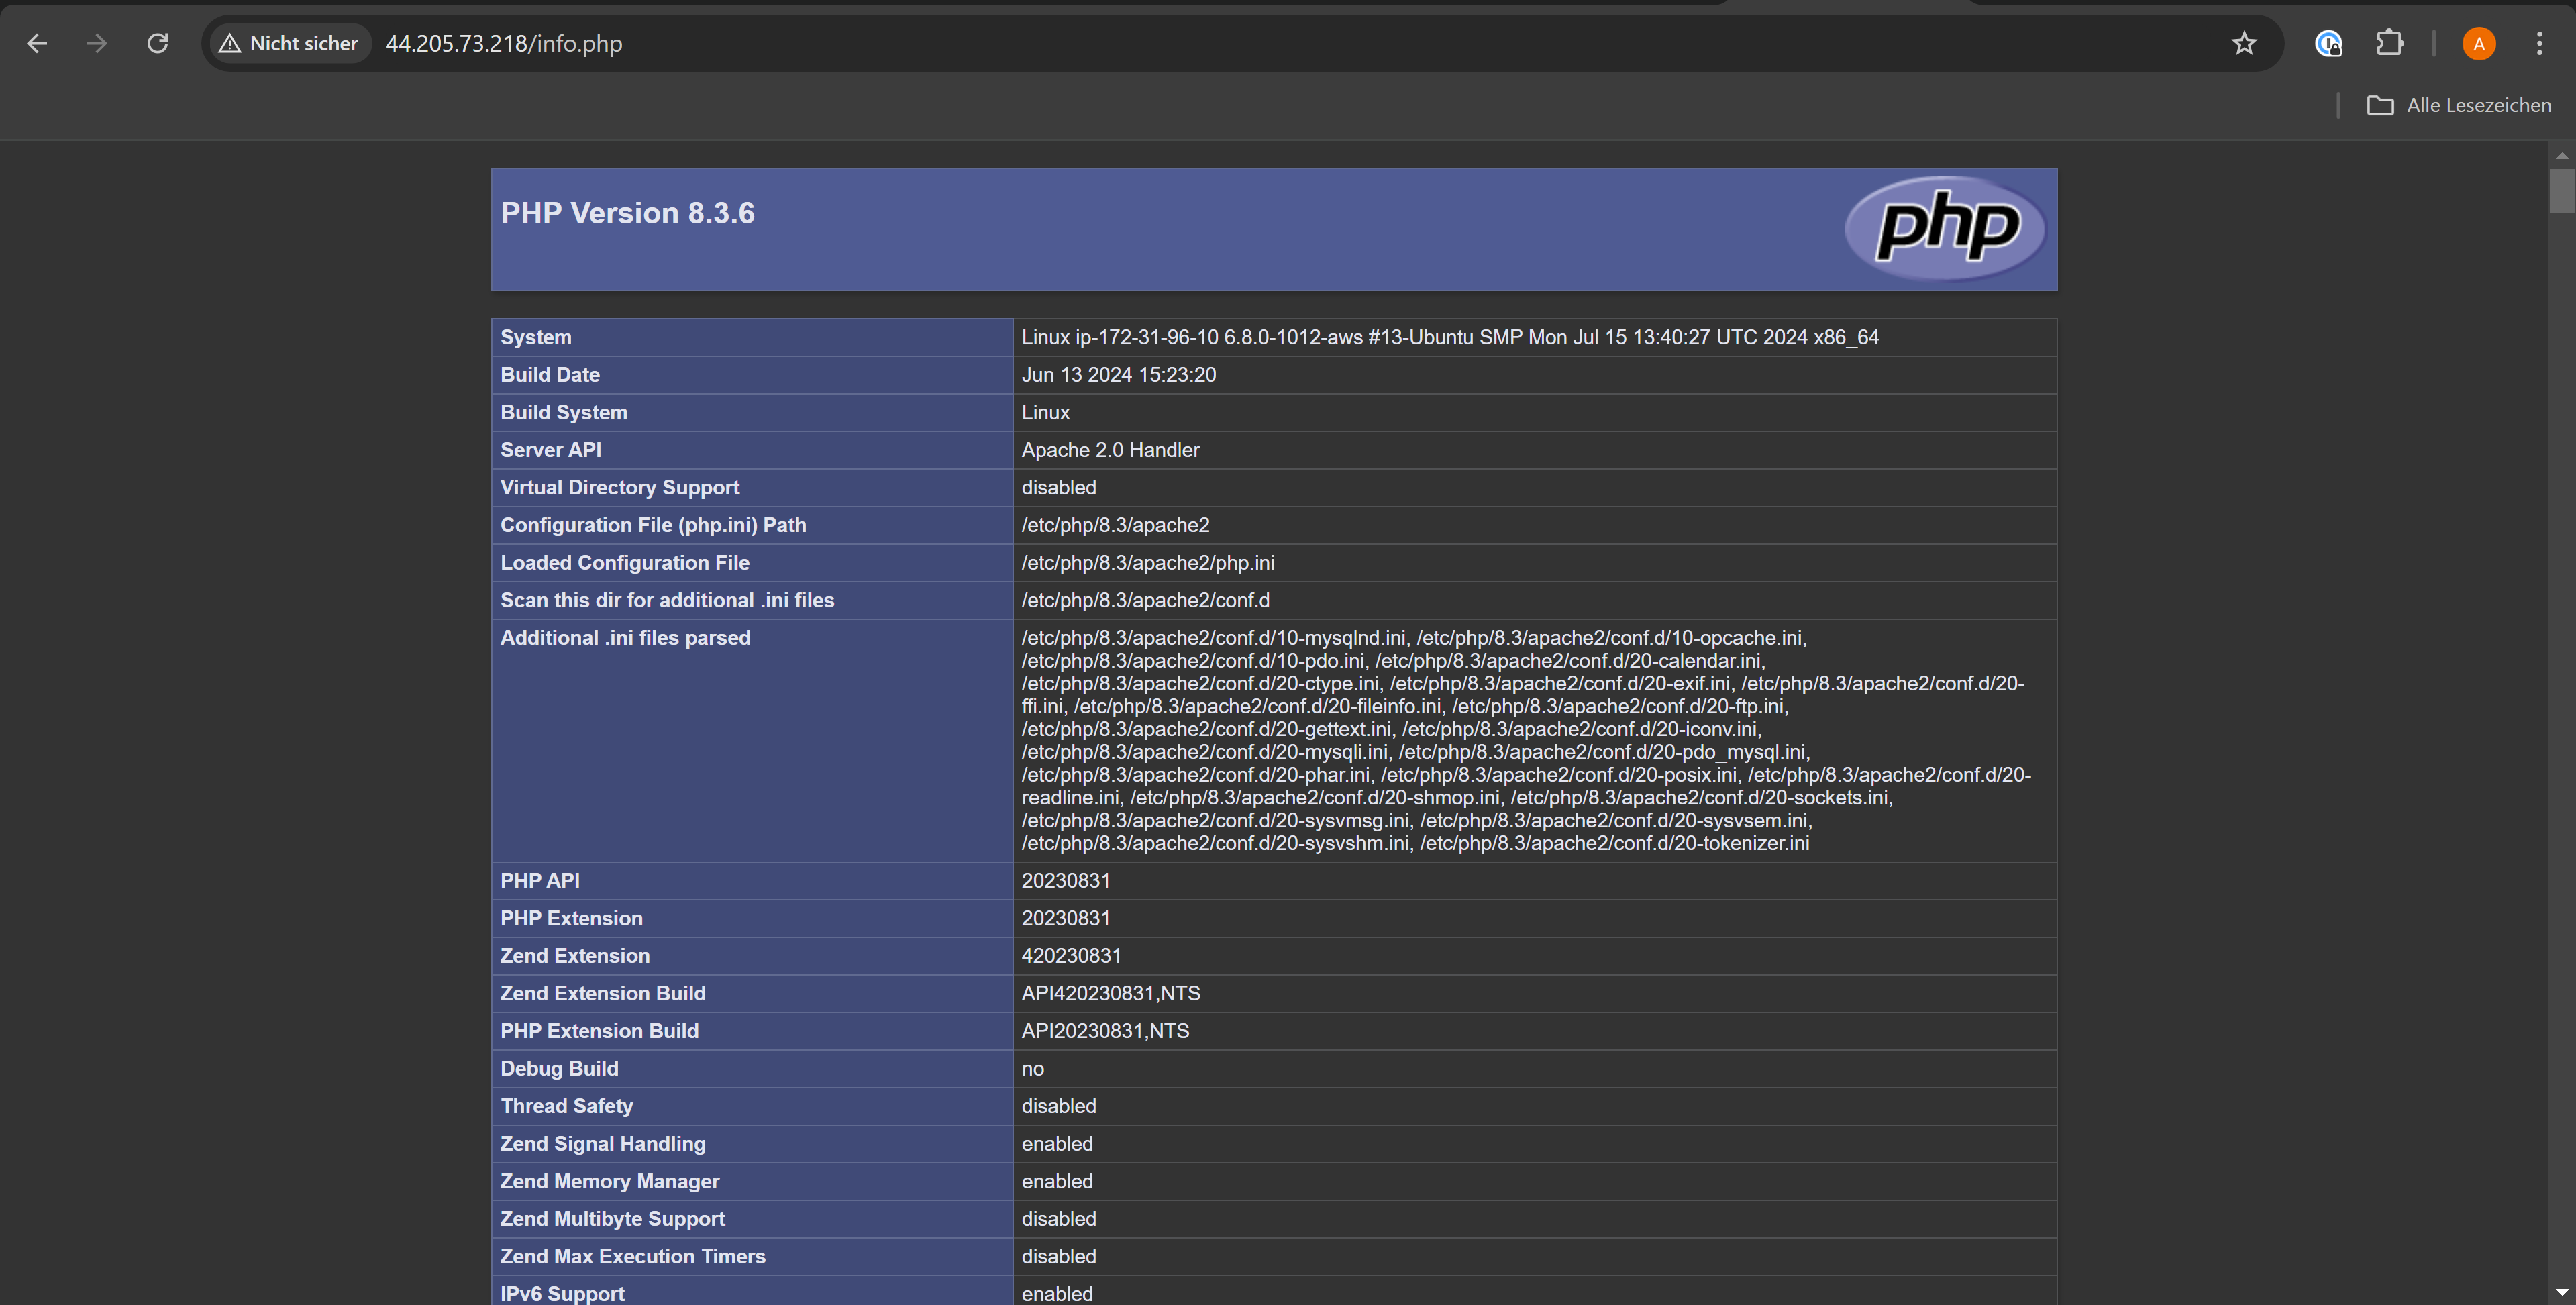 Nicht sicher 44.205.73.218/info.php A
Alle Lesezeichen
PHP Version 8.3.6 php
System Linux ip-172-31-96-10 6.8.0-1012-aws #13-Ubuntu SMP Mon Jul 15 13:40:27 UTC 2024 x86_64
Build Date Jun 13 2024 15:23:20
Build System Linux
Server API Apache 2.0 Handler
Virtual Directory Support disabled
Configuration File (php.ini) Path /etc/php/8.3/apache2
Loaded Configuration File /etc/php/8.3/apache2/php.ini
Scan this dir for additional .ini files /etc/php/8.3/apache2/conf.d
Additional .ini files parsed /etc/php/8.3/apache2/conf.d/10-mysqlnd.ini, /etc/php/8.3/apache2/conf.d/10-opcache.ini,
/etc/php/8.3/apache2/conf.d/10-pdo.ini, /etc/php/8.3/apache2/conf.d/20-calendar.ini,
/etc/php/8.3/apache2/conf.d/20-ctype.ini, /etc/php/8.3/apache2/conf.d/20-exif.ini, /etc/php/8.3/apache2/conf.d/20-
ffi.ini, /etc/php/8.3/apache2/conf.d/20-fileinfo.ini, /etc/php/8.3/apache2/conf.d/20-ftp.ini,
/etc/php/8.3/apache2/conf.d/20-gettext.ini, /etc/php/8.3/apache2/conf.d/20-iconv.ini,
/etc/php/8.3/apache2/conf.d/20-mysqli.ini, /etc/php/8.3/apache2/conf.d/20-pdo_mysql.ini,
/etc/php/8.3/apache2/conf.d/20-phar.ini, /etc/php/8.3/apache2/conf.d/20-posix.ini, /etc/php/8.3/apache2/conf.d/20-
readline.ini, /etc/php/8.3/apache2/conf.d/20-shmop.ini, /etc/php/8.3/apache2/conf.d/20-sockets.ini,
/etc/php/8.3/apache2/conf.d/20-sysvmsg.ini, /etc/php/8.3/apache2/conf.d/20-sysvsem.ini,
/etc/php/8.3/apache2/conf.d/20-sysvshm.ini, /etc/php/8.3/apache2/conf.d/20-tokenizer.ini
PHP API 20230831
PHP Extension 20230831
Zend Extension 420230831
Zend Extension Build API420230831,NTS
PHP Extension Build API20230831,NTS
Debug Build no
Thread Safety disabled
Zend Signal Handling enabled
Zend Memory Manager enabled
Zend Multibyte Support disabled
Zend Max Execution Timers disabled
IPv6 Support enabled